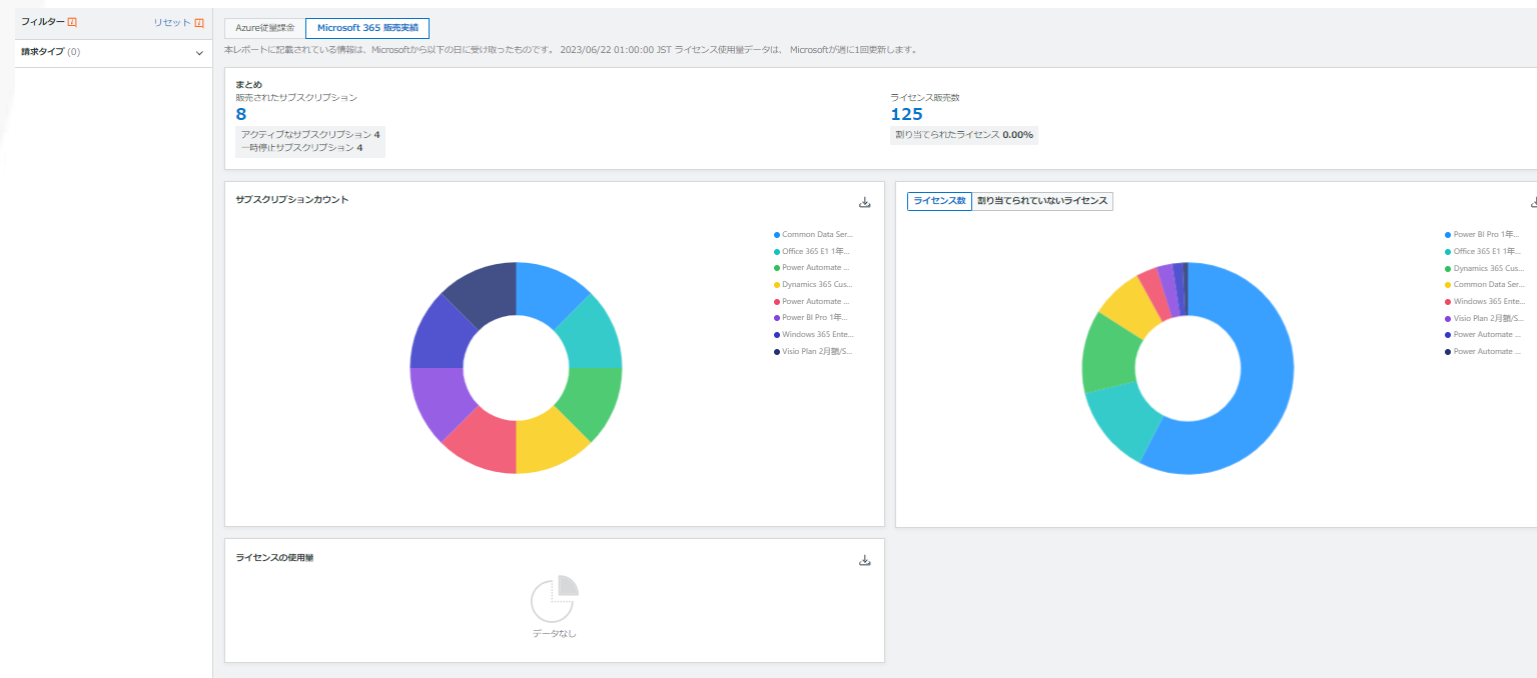 フィルター
リセット
請求タイプ (0)
Azure従量課金
Microsoft 365 販売実績
本レポートに記載されている情報は、Microsoftから以下の日に受け取ったものです。 2023/06/22 01:00:00 JST ライセンス使用量データは、 Microsoftが週に1回更新します。
まとめ
販売されたサブスクリプション
8
アクティブなサブスクリプション 4
一時停止サブスクリプション 4
ライセンス販売数
125
割り当てられたライセンス 0.00%
サブスクリプションカウント
Common Data Ser...
Office 365 E1 1年...
Power Automate ...
Dynamics 365 Cus...
Power Automate ...
Power BI Pro 1年...
Windows 365 Ente...
Visio Plan 2月額/S...
ライセンス数
割り当てられていないライセンス
Power BI Pro 1年...
Office 365 E1 1年...
Dynamics 365 Cus...
Common Data Ser...
Windows 365 Ente...
Visio Plan 2月額/S...
Power Automate ...
Power Automate ...
ライセンスの使用量
データなし